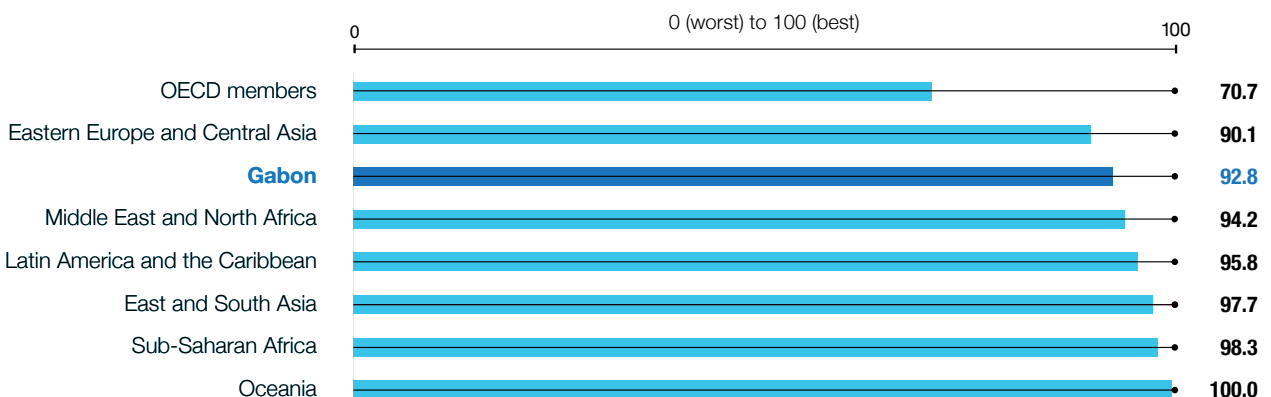 0 (worst) to 100 (best)
0 100
OECD members 70.7
Eastern Europe and Central Asia 90.1
Gabon 92.8
Middle East and North Africa 94.2
Latin America and the Caribbean 95.8
East and South Asia 97.7
Sub-Saharan Africa 98.3
Oceania 100.0